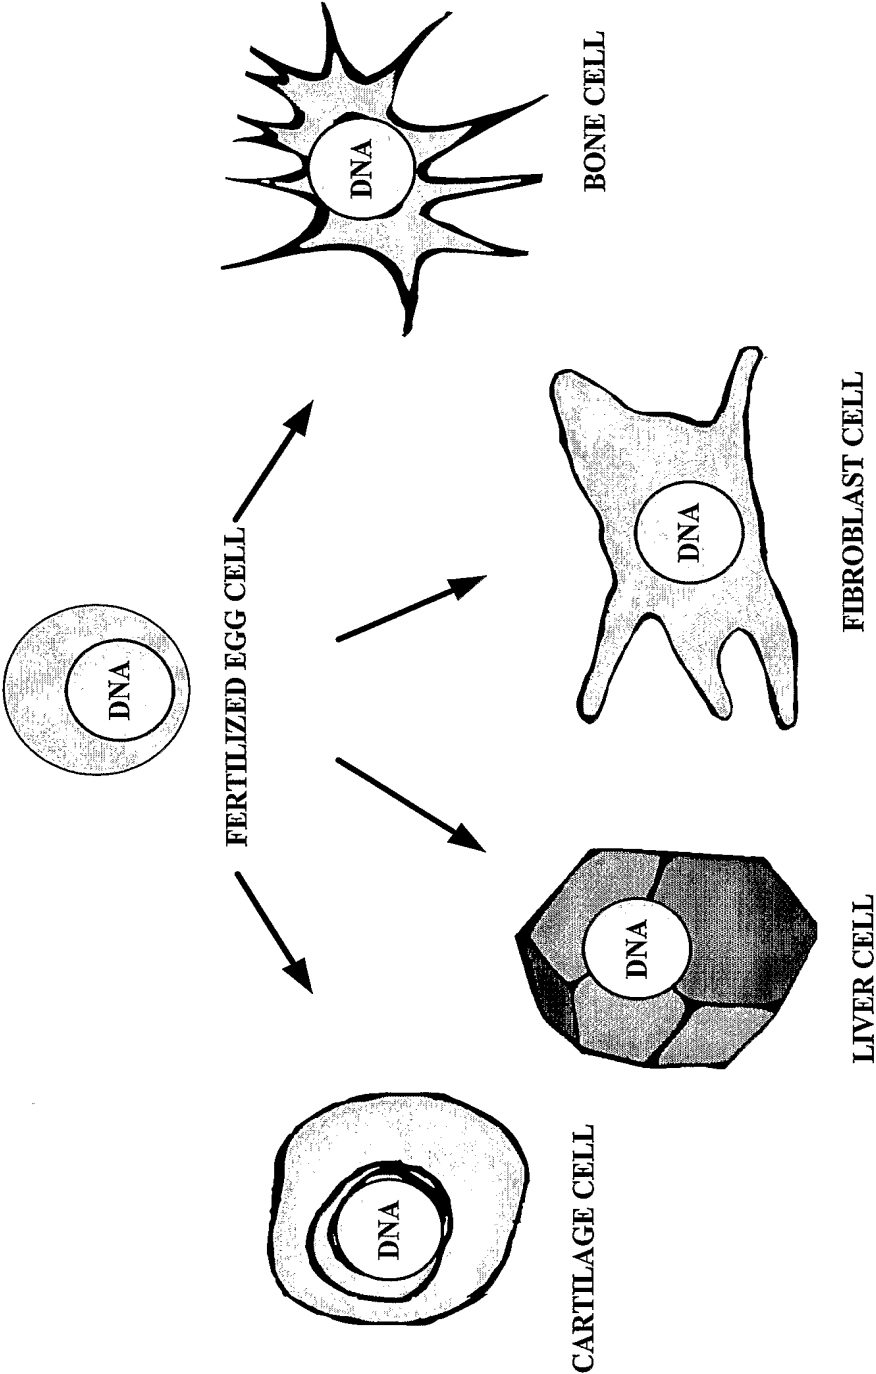 DNA
FERTILIZED EGG CELL
DNA
CARTILAGE CELL
DNA
LIVER CELL
DNA
FIBROBLAST CELL
DNA
BONE CELL